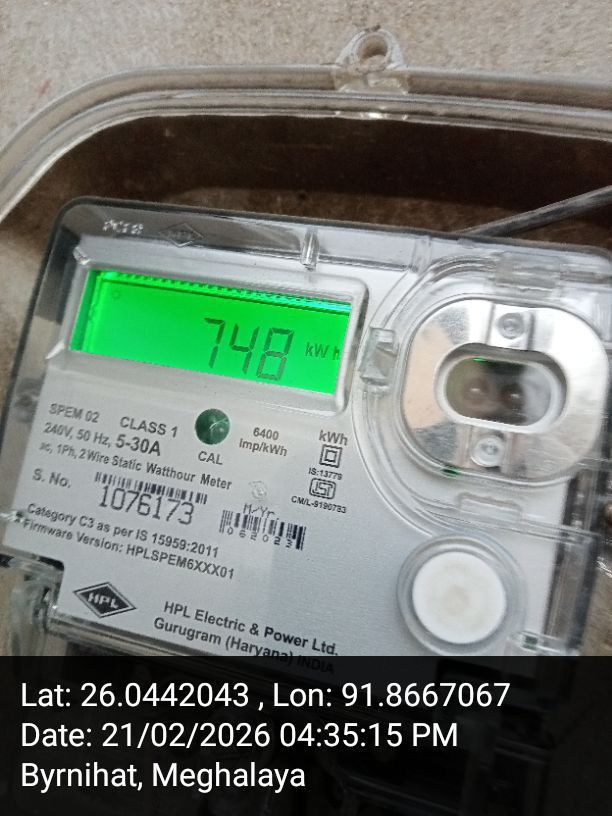 HPL
748 kWh
SPEM 02 CLASS 1
240V, 50 Hz, 5-30A
CAL
6400
imp/kWh
kWh
ac, 1Ph, 2 Wire Static Watthour Meter
IS:13779
ISI
CM/L-9190783
S. No.
1076173
M/Yr.
Category C3 as per IS 15959:2011
Firmware Version: HPLSPEM6XXX01
HPL
HPL Electric & Power Ltd.
Gurugram (Haryana) INDIA
Lat: 26.0442043 , Lon: 91.8667067
Date: 21/02/2026 04:35:15 PM
Byrnihat, Meghalaya